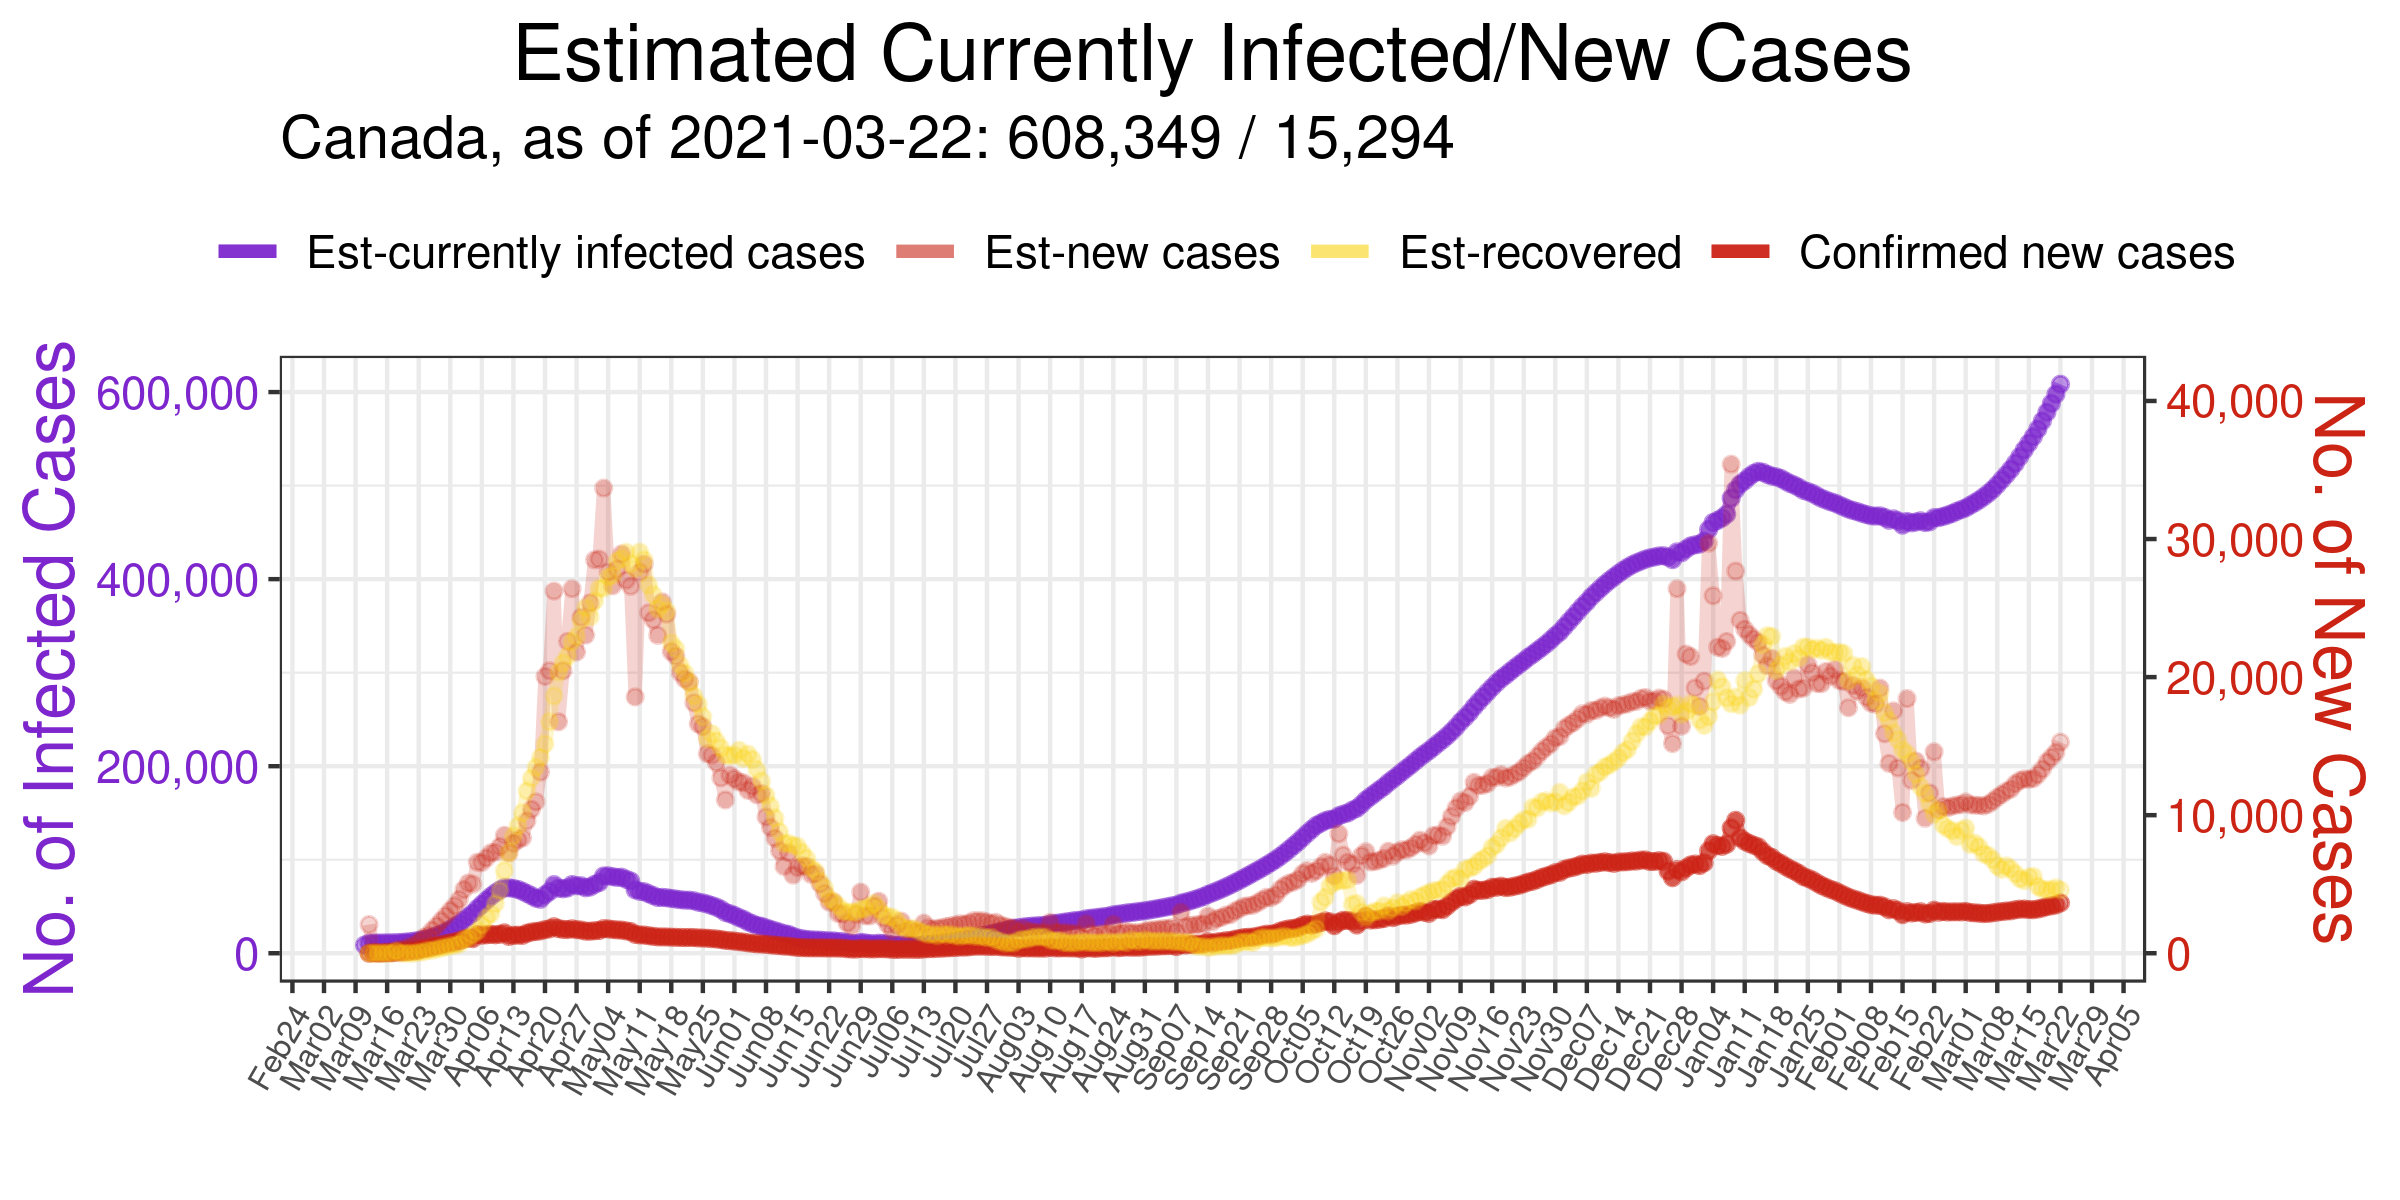 Estimated Currently Infected/New Cases
Canada, as of 2021-03-22: 608,349 / 15,294
Est-currently infected cases Est-new cases Est-recovered Confirmed new cases
No. of Infected Cases
600,000
400,000
200,000
0
40,000
30,000
20,000
10,000
0
No. of New Cases
Feb24 Mar02 Mar09 Mar16 Mar23 Mar30 Apr06 Apr13 Apr20 Apr27 May04 May11 May18 May25 Jun01 Jun08 Jun15 Jun22 Jun29 Jul06 Jul13 Jul20 Jul27 Aug03 Aug10 Aug17 Aug24 Aug31 Sep07 Sep14 Sep21 Sep28 Oct05 Oct12 Oct19 Oct26 Nov02 Nov09 Nov16 Nov23 Nov30 Dec07 Dec14 Dec21 Dec28 Jan04 Jan11 Jan18 Jan25 Feb01 Feb08 Feb15 Feb22 Mar01 Mar08 Mar15 Mar22 Mar29 Apr05